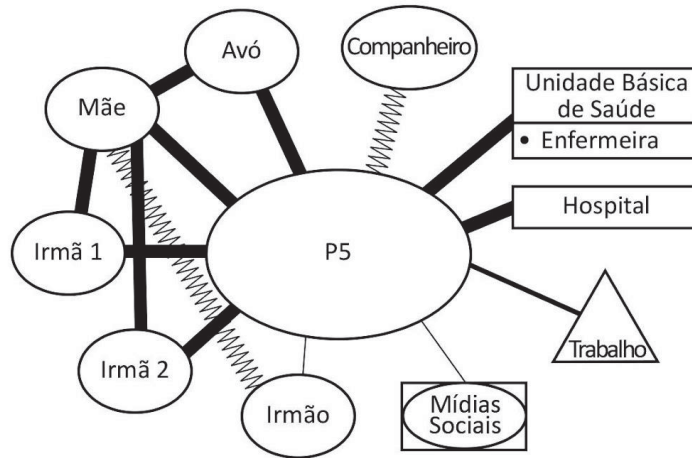 Avó
Companheiro
Mãe
Unidade Básica
de Saúde
• Enfermeira
Hospital
Irmã 1
P5
Trabalho
Irmã 2
Irmão
Mídias
Sociais